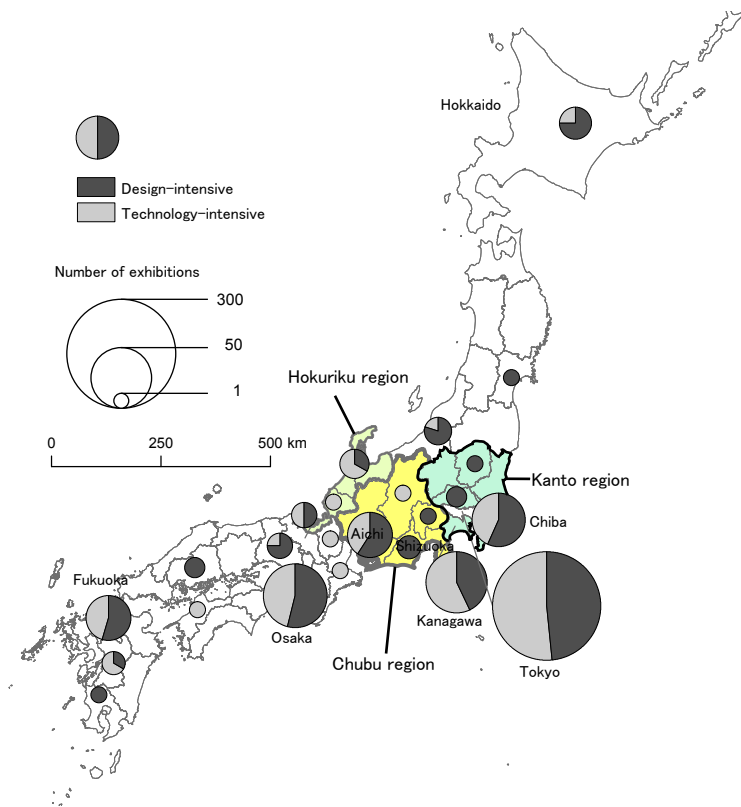 Hokkaido
Design-intensive
Technology-intensive
Number of exhibitions
300
50
1
Hokuriku region
0 250 500 km
Kanto region
Chiba
Aichi
Shizuoka
Fukuoka
Kanagawa
Osaka
Chubu region
Tokyo